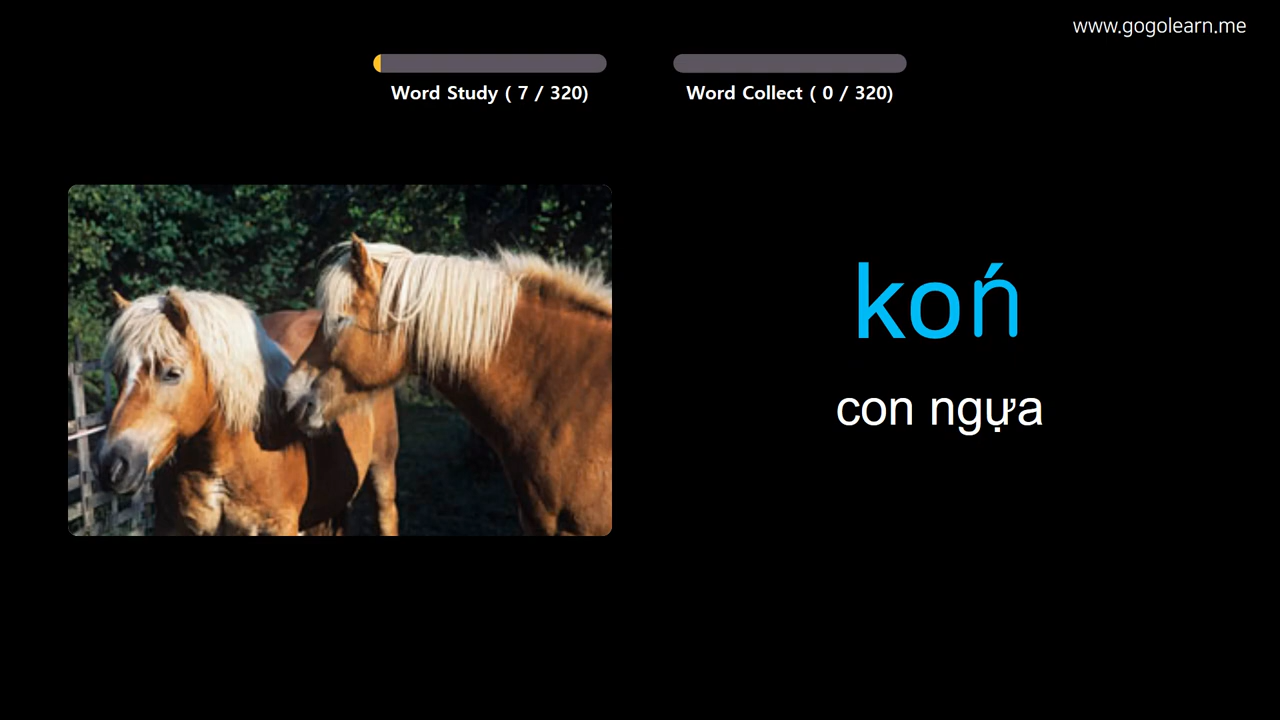 www.gogolearn.me
Word Study ( 7 / 320)
Word Collect ( 0 / 320)
koń
con ngựa